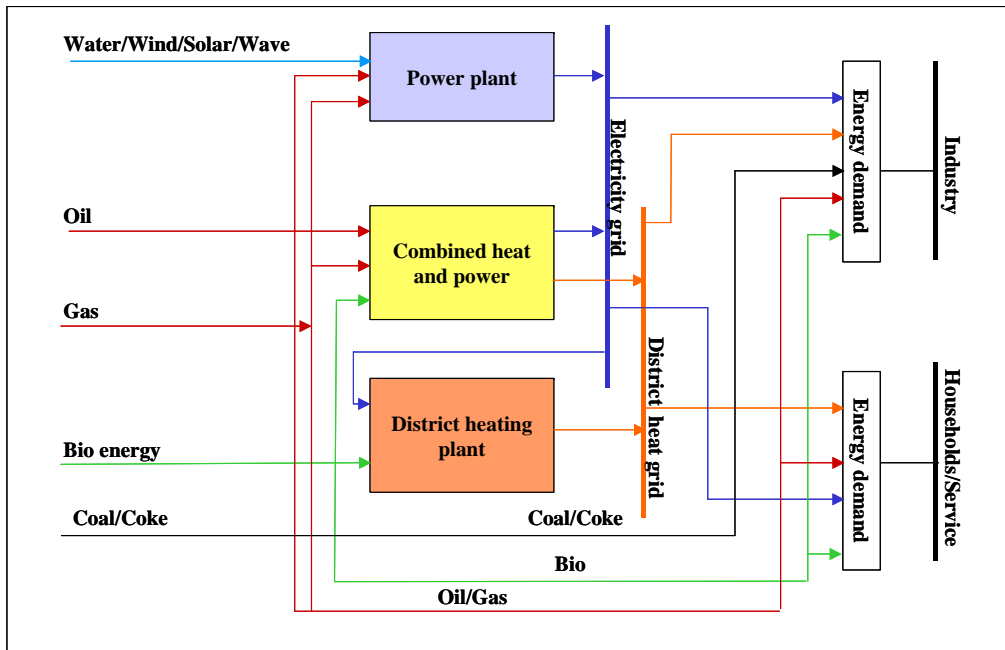 Water/Wind/Solar/Wave
Power plant
Electricity grid
Energy demand
Industry
Oil
Combined heat
and power
Gas
District heat grid
District heating
plant
Energy demand
Households/Service
Bio energy
Coal/Coke
Coal/Coke
Bio
Oil/Gas